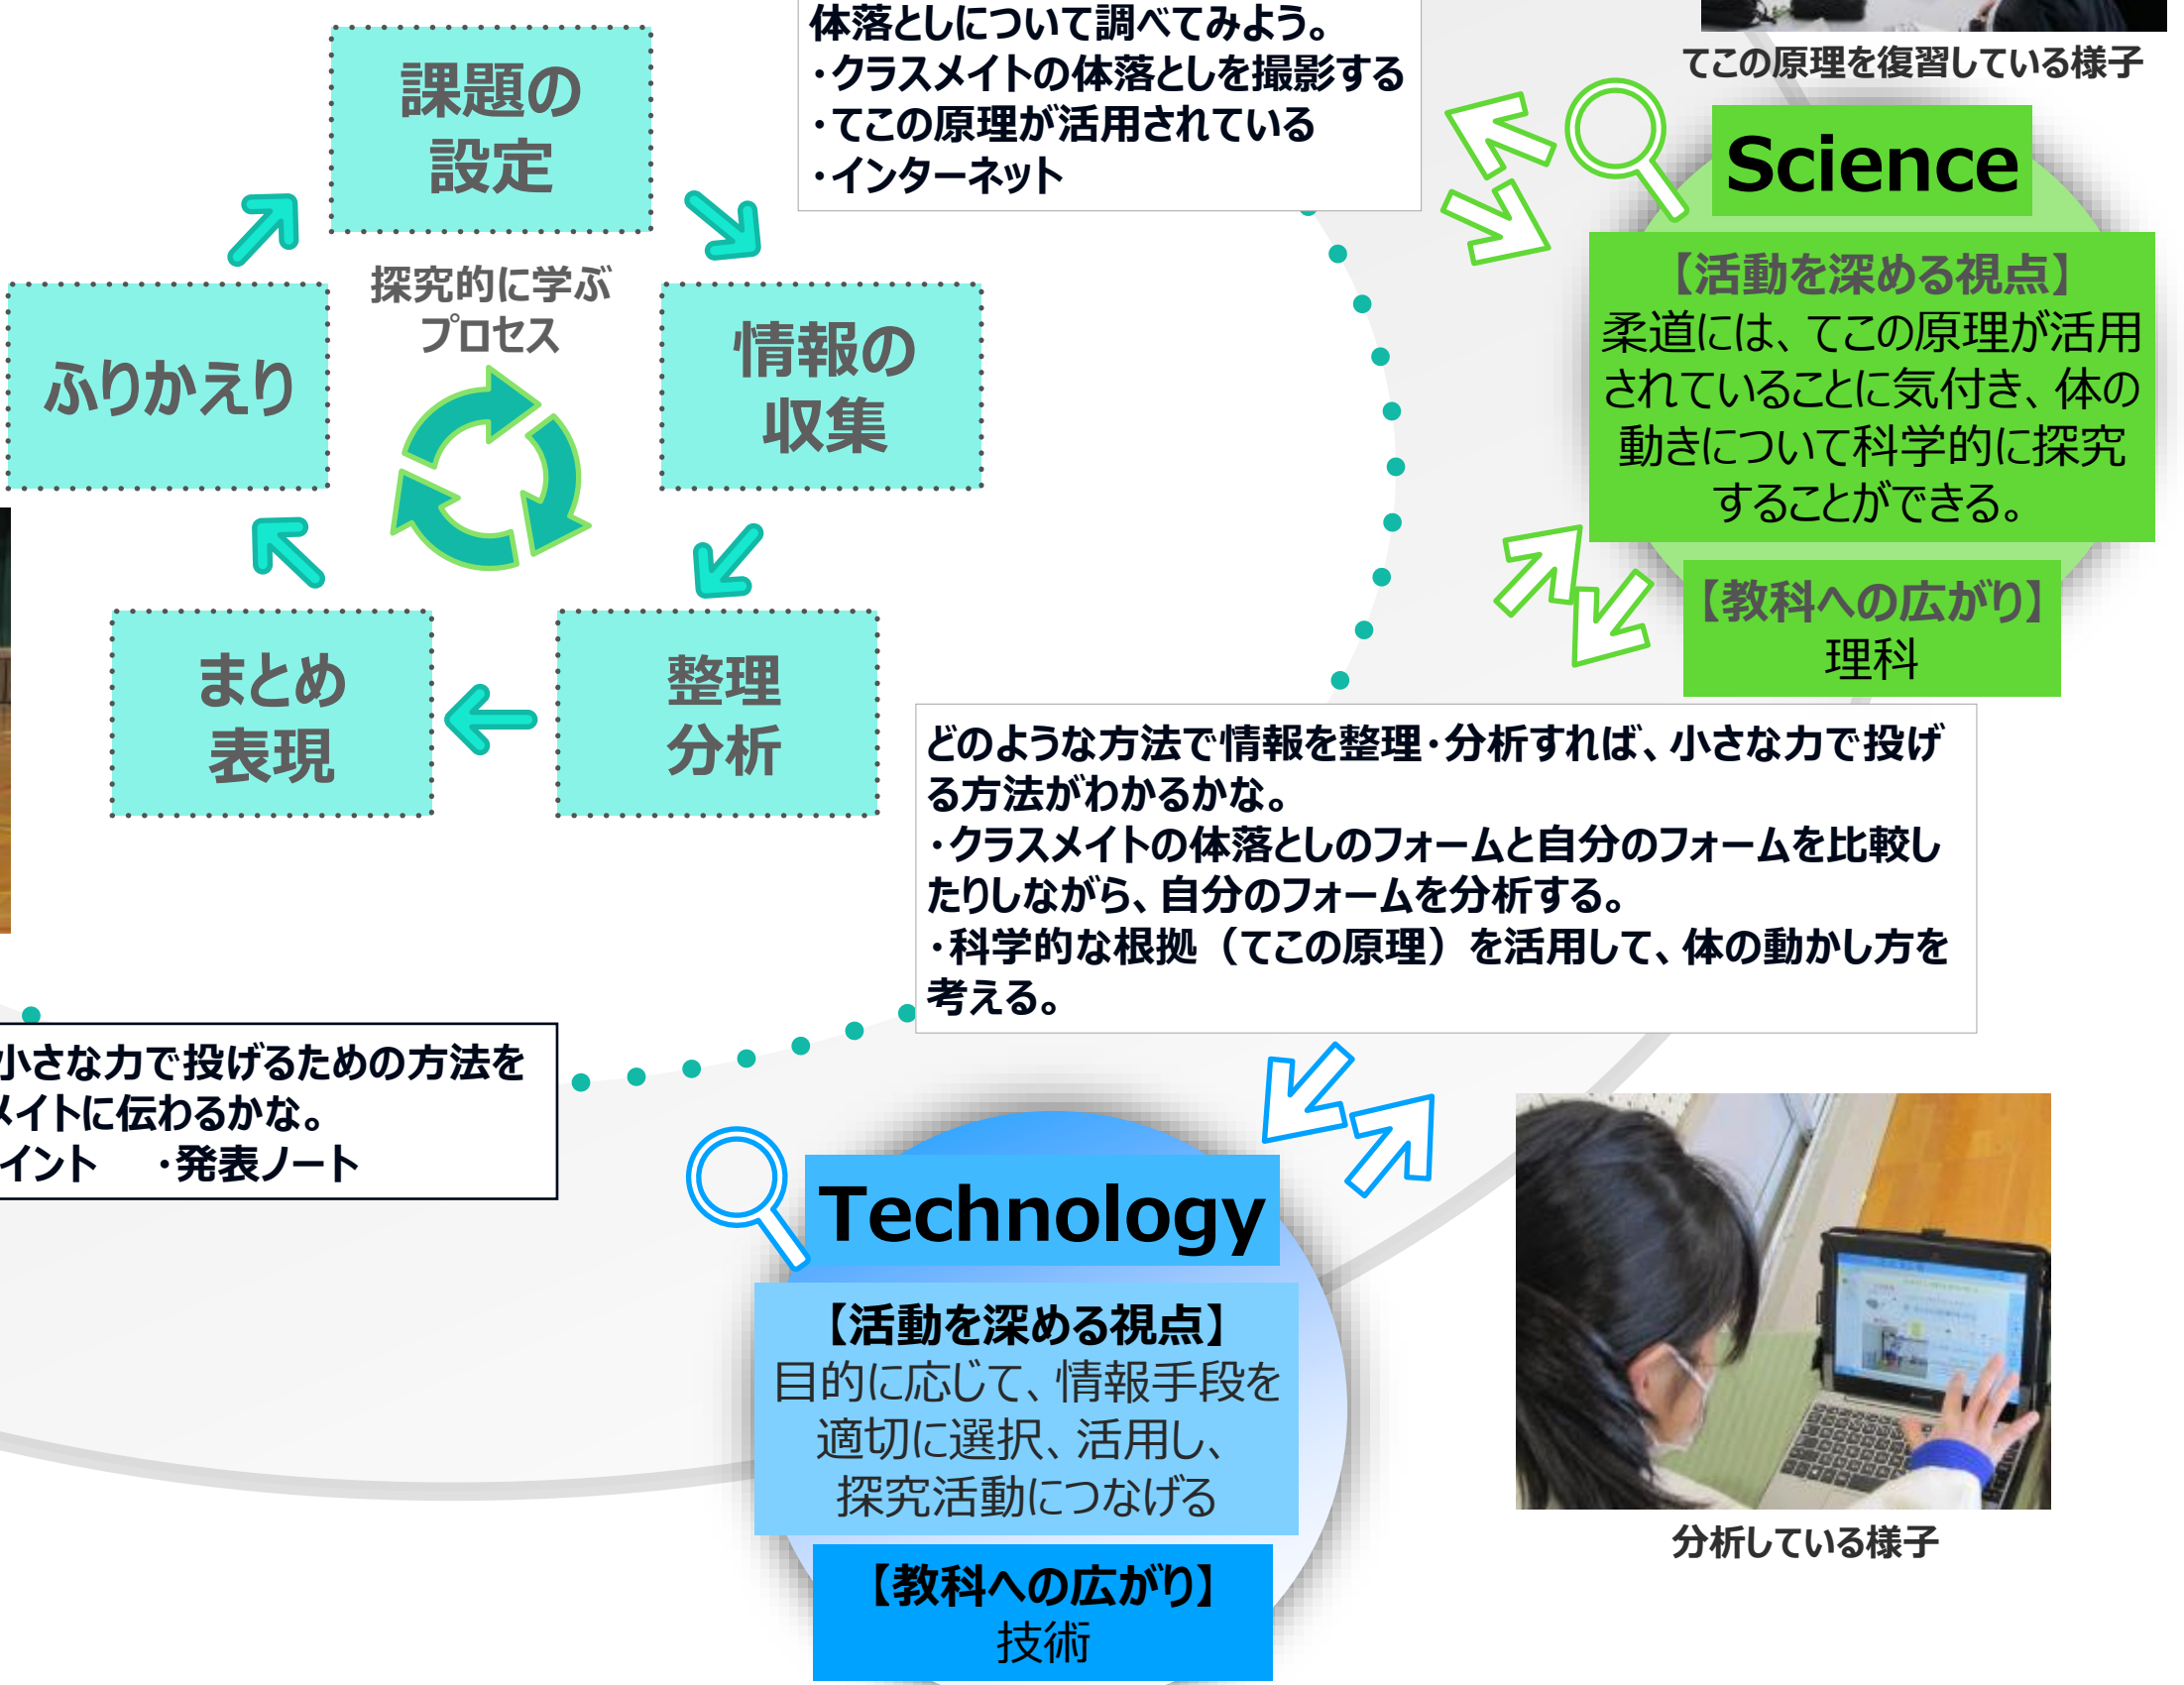 体落としについて調べてみよう。
・クラスメイトの体落としを撮影する
・てこの原理が活用されている
・インターネット
てこの原理を復習している様子
課題の
設定
探究的に学ぶ
プロセス
ふりかえり
情報の
収集
まとめ
表現
整理
分析
Science
【活動を深める視点】
柔道には、てこの原理が活用
されていることに気付き、体の
動きについて科学的に探究
することができる。
【教科への広がり】
理科
どのような方法で情報を整理・分析すれば、小さな力で投げ
る方法がわかるかな。
・クラスメイトの体落としのフォームと自分のフォームを比較し
たりしながら、自分のフォームを分析する。
・科学的な根拠（てこの原理）を活用して、体の動かし方を
考える。
小さな力で投げるための方法を
メイトに伝わるかな。
イント　・発表ノート
Technology
【活動を深める視点】
目的に応じて、情報手段を
適切に選択、活用し、
探究活動につなげる
【教科への広がり】
技術
分析している様子